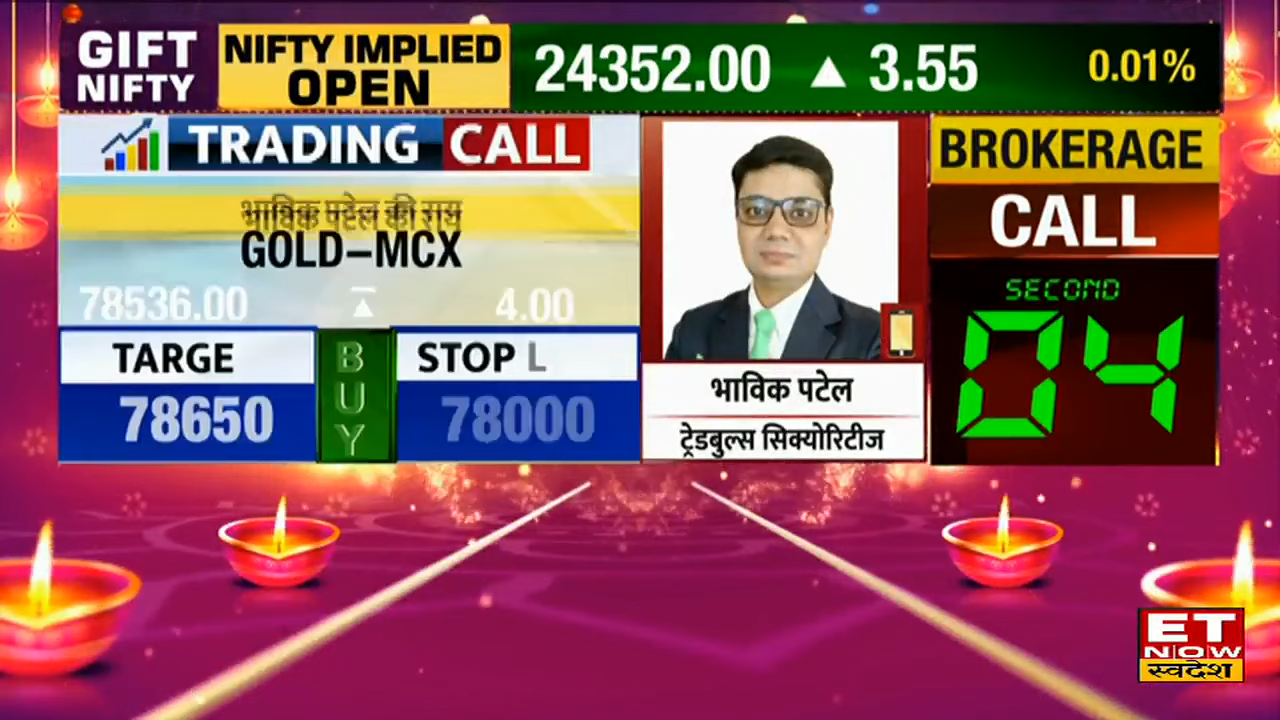 GIFT
NIFTY
NIFTY IMPLIED
OPEN
24352.00 ▲ 3.55 0.01%
TRADING CALL
भाविक पटेल की राय
GOLD-MCX
78536.00 4.00
TARGE
78650
BUY
STOP L
78000
भाविक पटेल
ट्रेडबुल्स सिक्योरिटीज
BROKERAGE
CALL
SECOND
04
ET
NOW
स्वदेश